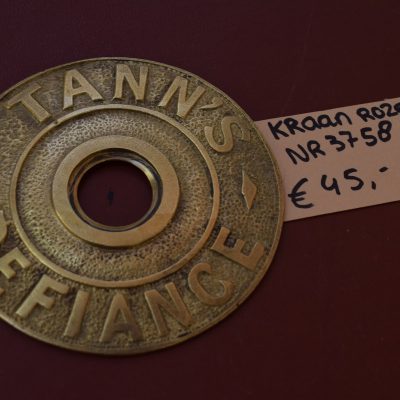 TANN'S
DEFIANCE
KRaan ROZe
NR 3758
€ 45,-